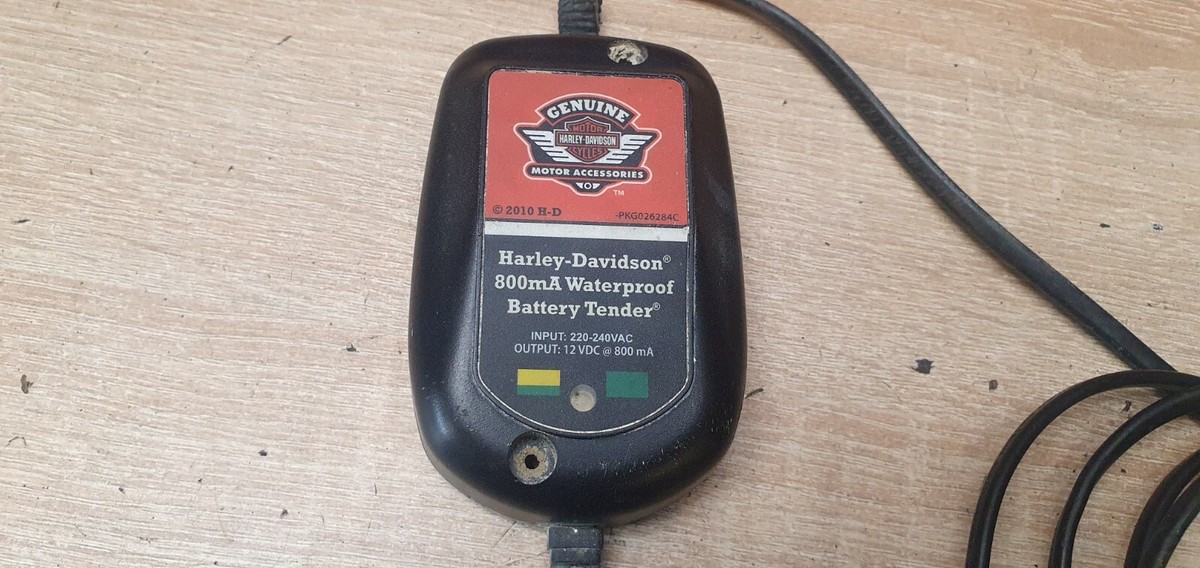 GENUINE
MOTOR
HARLEY-DAVIDSON
CYCLES
MOTOR ACCESSORIES
TM
© 2010 H-D -PKG026284C
Harley-Davidson®
800mA Waterproof
Battery Tender®
INPUT: 220-240VAC
OUTPUT: 12 VDC @ 800 mA